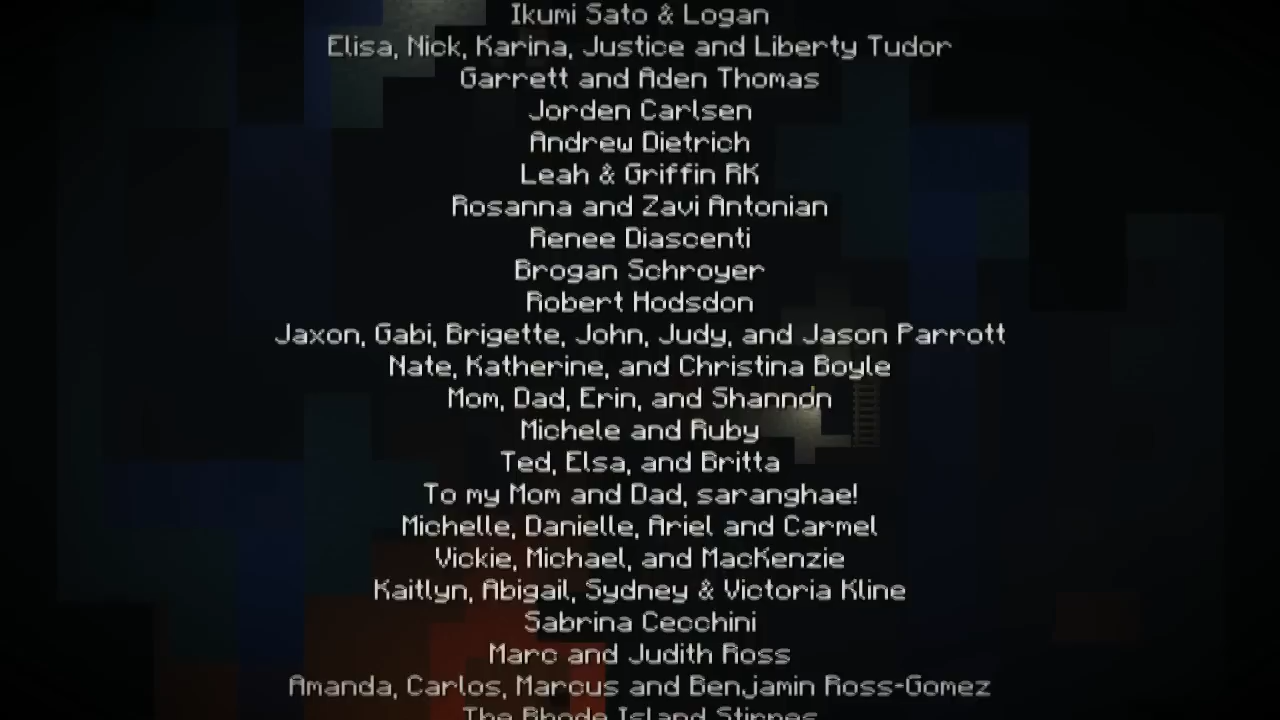 Ikumi Sato & Logan
Elisa, Nick, Karina, Justice and Liberty Tudor
Garrett and Aden Thomas
Jorden Carlsen
Andrew Dietrich
Leah & Griffin RK
Rosanna and Zavi Antonian
Renee Diascenti
Brogan Schroyer
Robert Hodsdon
Jaxon, Gabi, Brigette, John, Judy, and Jason Parrott
Nate, Katherine, and Christina Boyle
Mom, Dad, Erin, and Shannon
Michele and Ruby
Ted, Elsa, and Britta
To my Mom and Dad, saranghae!
Michelle, Danielle, Ariel and Carmel
Vickie, Michael, and MacKenzie
Kaitlyn, Abigail, Sydney & Victoria Kline
Sabrina Cecchini
Marc and Judith Ross
Amanda, Carlos, Marcus and Benjamin Ross-Gomez
The Rhode Island